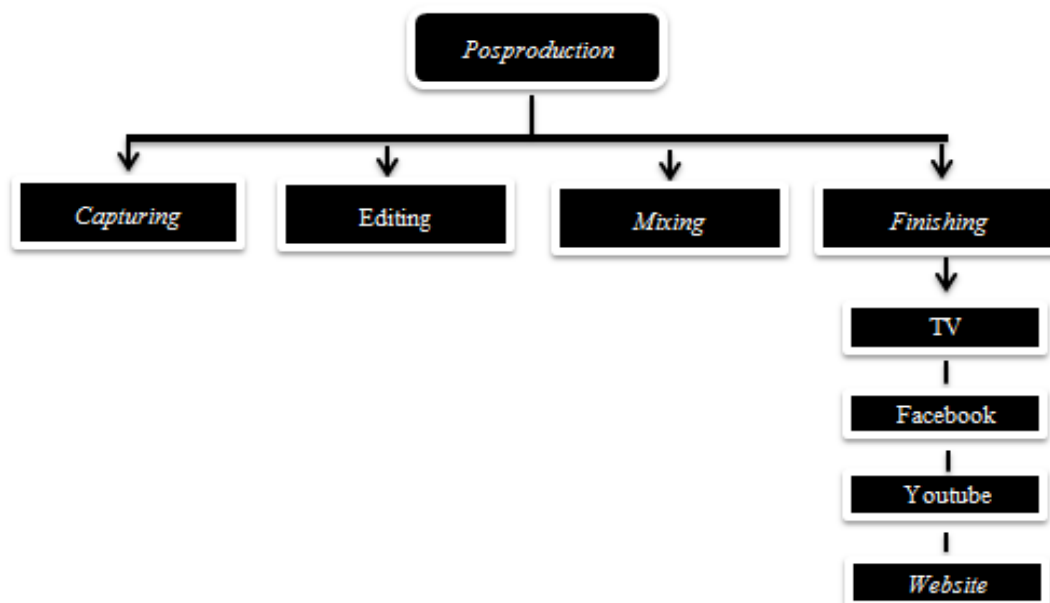 Posproduction
Capturing
Editing
Mixing
Finishing
TV
Facebook
Youtube
Website